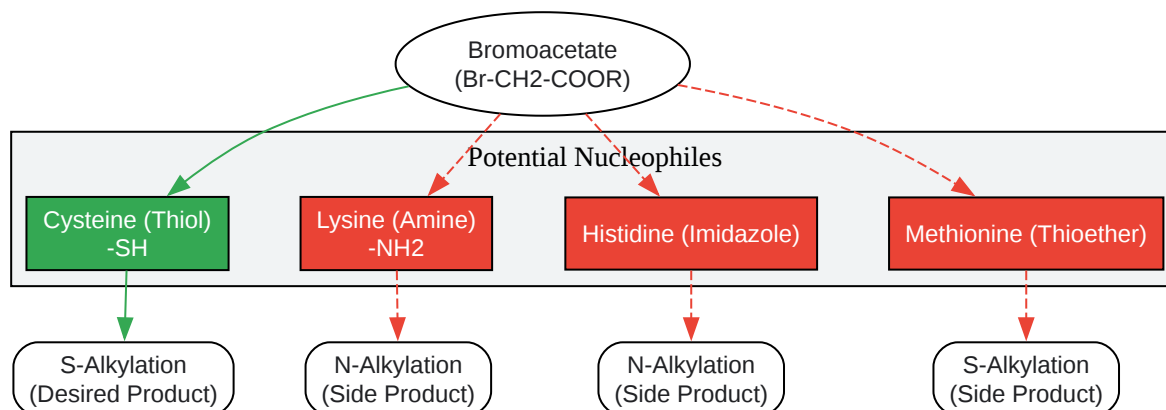 Bromoacetate
(Br-CH2-COOR)
Potential Nucleophiles
Cysteine (Thiol)
-SH
Lysine (Amine)
-NH2
Histidine (Imidazole)
Methionine (Thioether)
S-Alkylation
(Desired Product)
N-Alkylation
(Side Product)
N-Alkylation
(Side Product)
S-Alkylation
(Side Product)